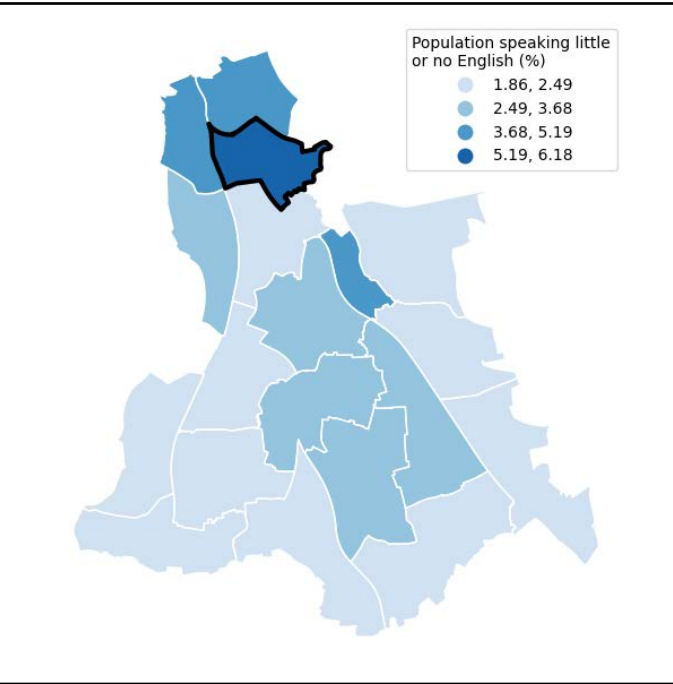 Population speaking little
or no English (%)
1.86, 2.49
2.49, 3.68
3.68, 5.19
5.19, 6.18